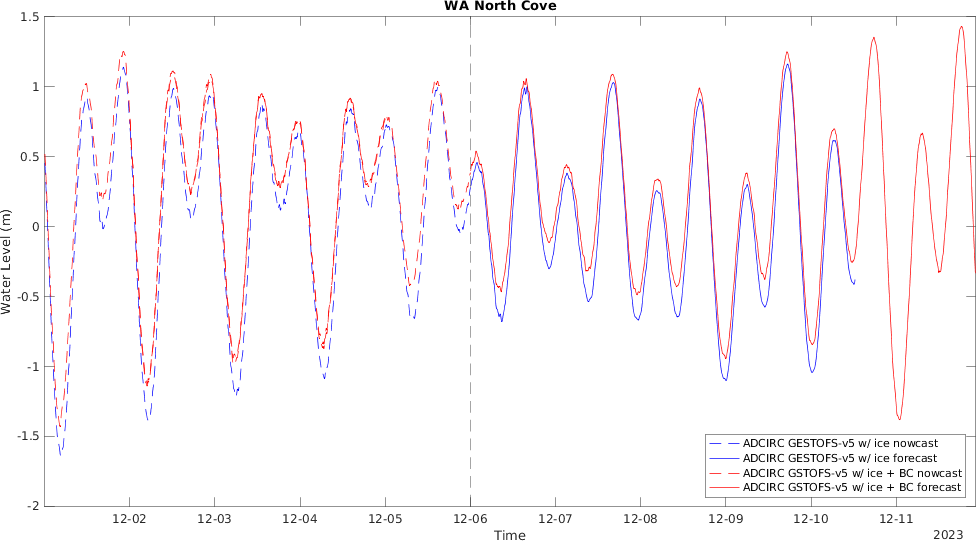 WA North Cove
Water Level (m)
1.5
1
0.5
0
-0.5
-1
-1.5
-2
12-02 12-03 12-04 12-05 12-06 12-07 12-08 12-09 12-10 12-11
Time
2023
ADCIRC GESTOFS-v5 w/ ice nowcast
ADCIRC GESTOFS-v5 w/ ice forecast
ADCIRC GSTOFS-v5 w/ ice + BC nowcast
ADCIRC GSTOFS-v5 w/ ice + BC forecast